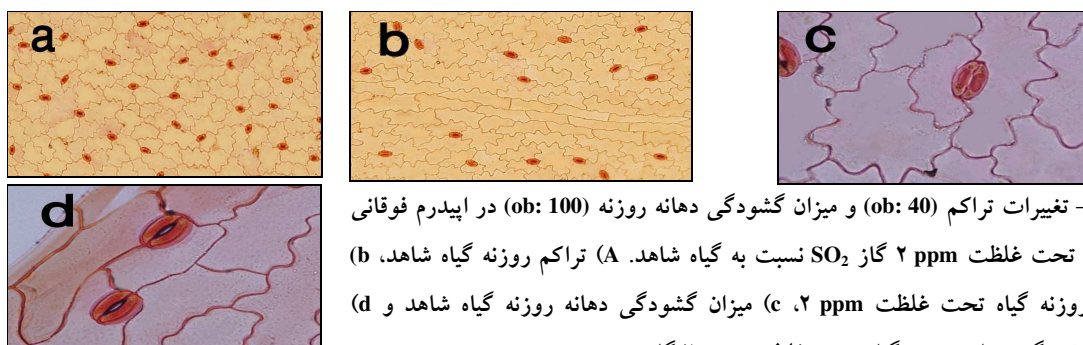 a
b
c
d
- تغییرات تراکم (ob: 40) و میزان گشودگی دهانه روزنه (ob: 100) در اپیدرم فوقانی
تحت غلظت ۲ ppm گاز SO₂ نسبت به گیاه شاهد. A) تراکم روزنه گیاه شاهد، b)
روزنه گیاه تحت غلظت ۲ ppm، c) میزان گشودگی دهانه روزنه گیاه شاهد و d)